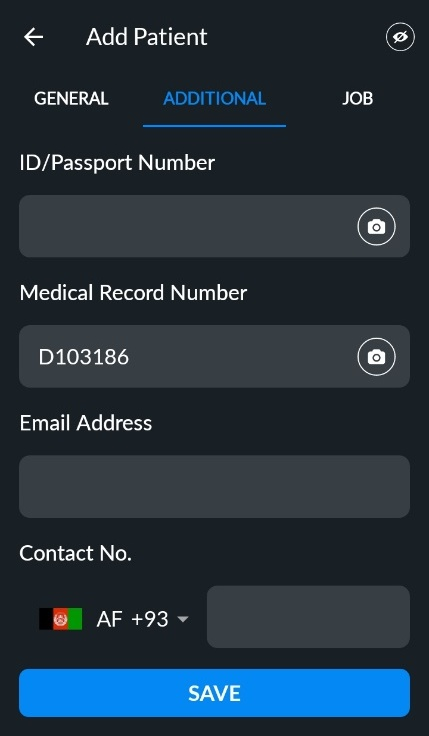 Add Patient
GENERAL ADDITIONAL JOB
ID/Passport Number
Medical Record Number
D103186
Email Address
Contact No.
AF +93
SAVE